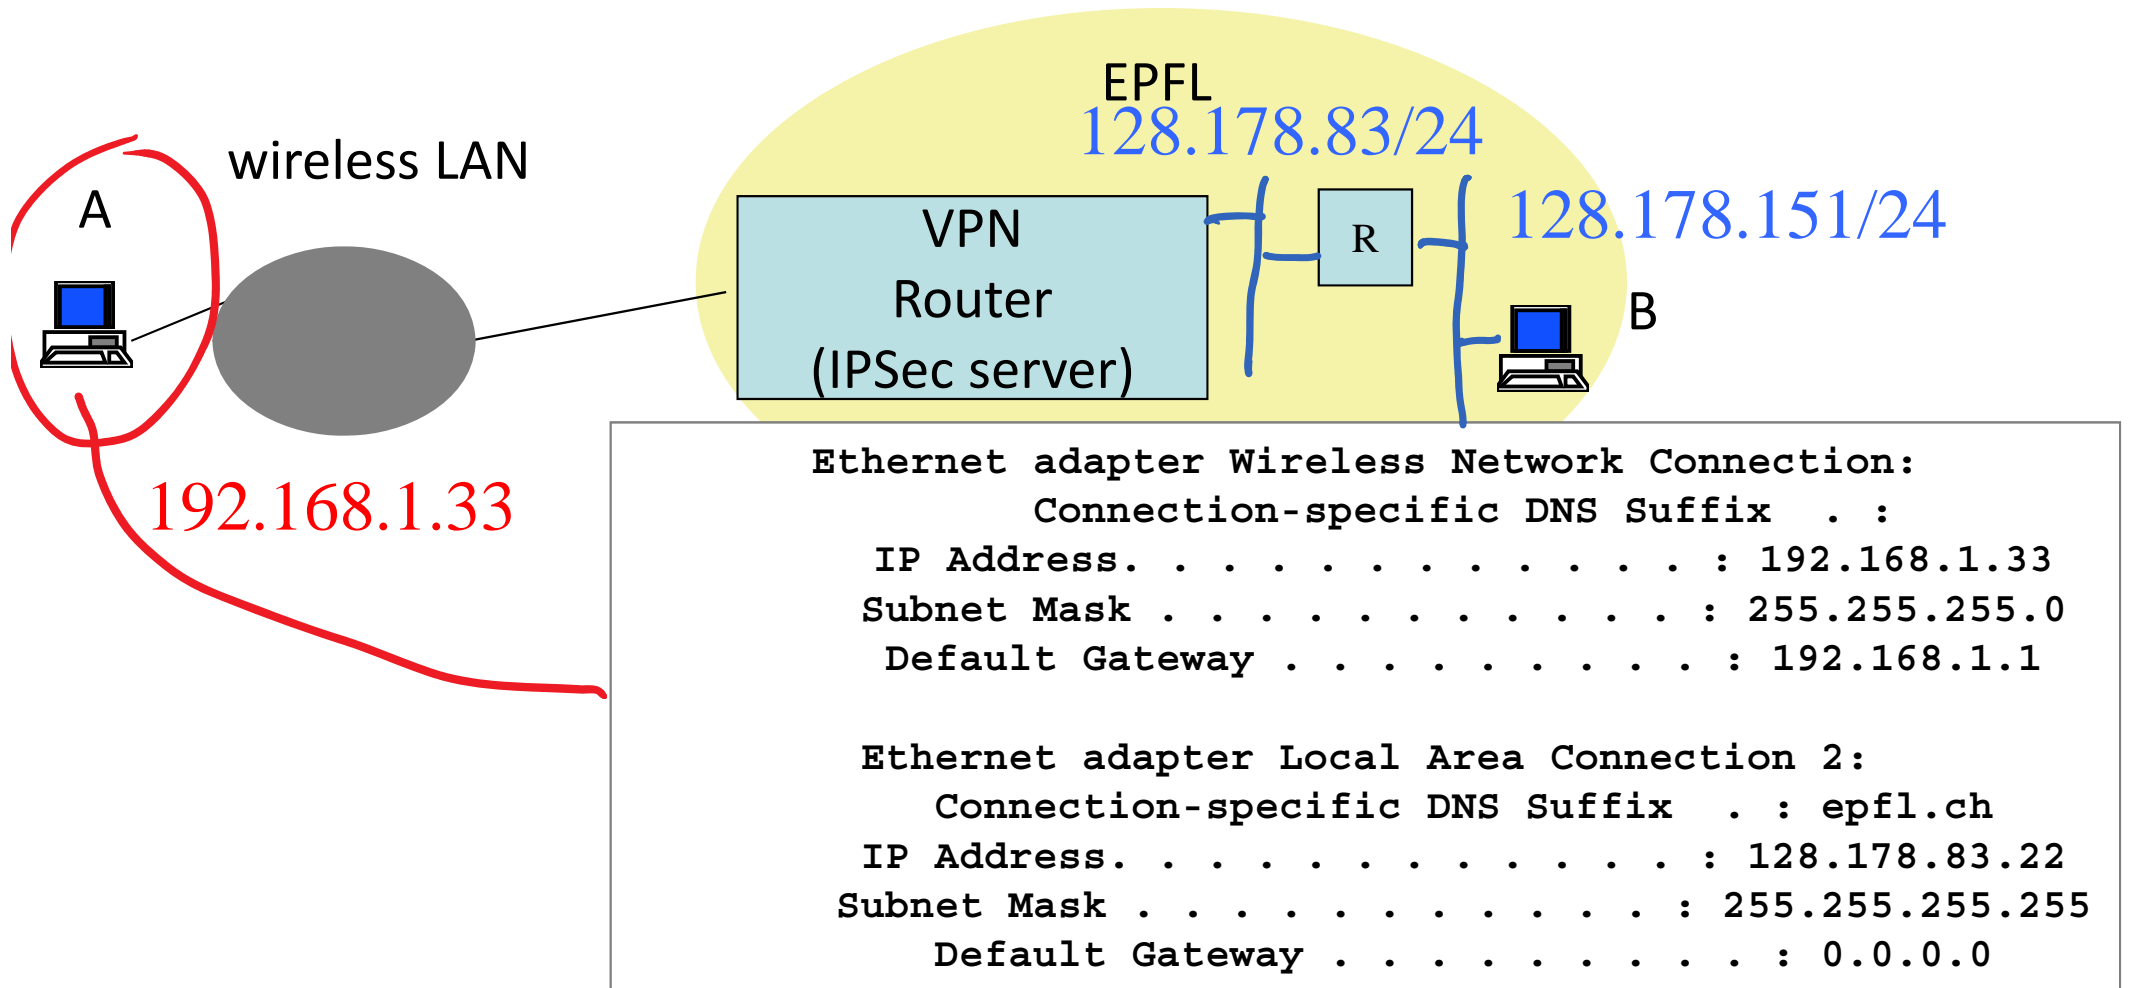 EPFL
128.178.83/24
wireless LAN
A
VPN
Router
(IPSec server)
R
128.178.151/24
B
192.168.1.33
Ethernet adapter Wireless Network Connection:
Connection-specific DNS Suffix . :
IP Address. . . . . . . . . . . . : 192.168.1.33
Subnet Mask . . . . . . . . . . . : 255.255.255.0
Default Gateway . . . . . . . . . : 192.168.1.1
Ethernet adapter Local Area Connection 2:
Connection-specific DNS Suffix . : epfl.ch
IP Address. . . . . . . . . . . . : 128.178.83.22
Subnet Mask . . . . . . . . . . . : 255.255.255.255
Default Gateway . . . . . . . . . : 0.0.0.0